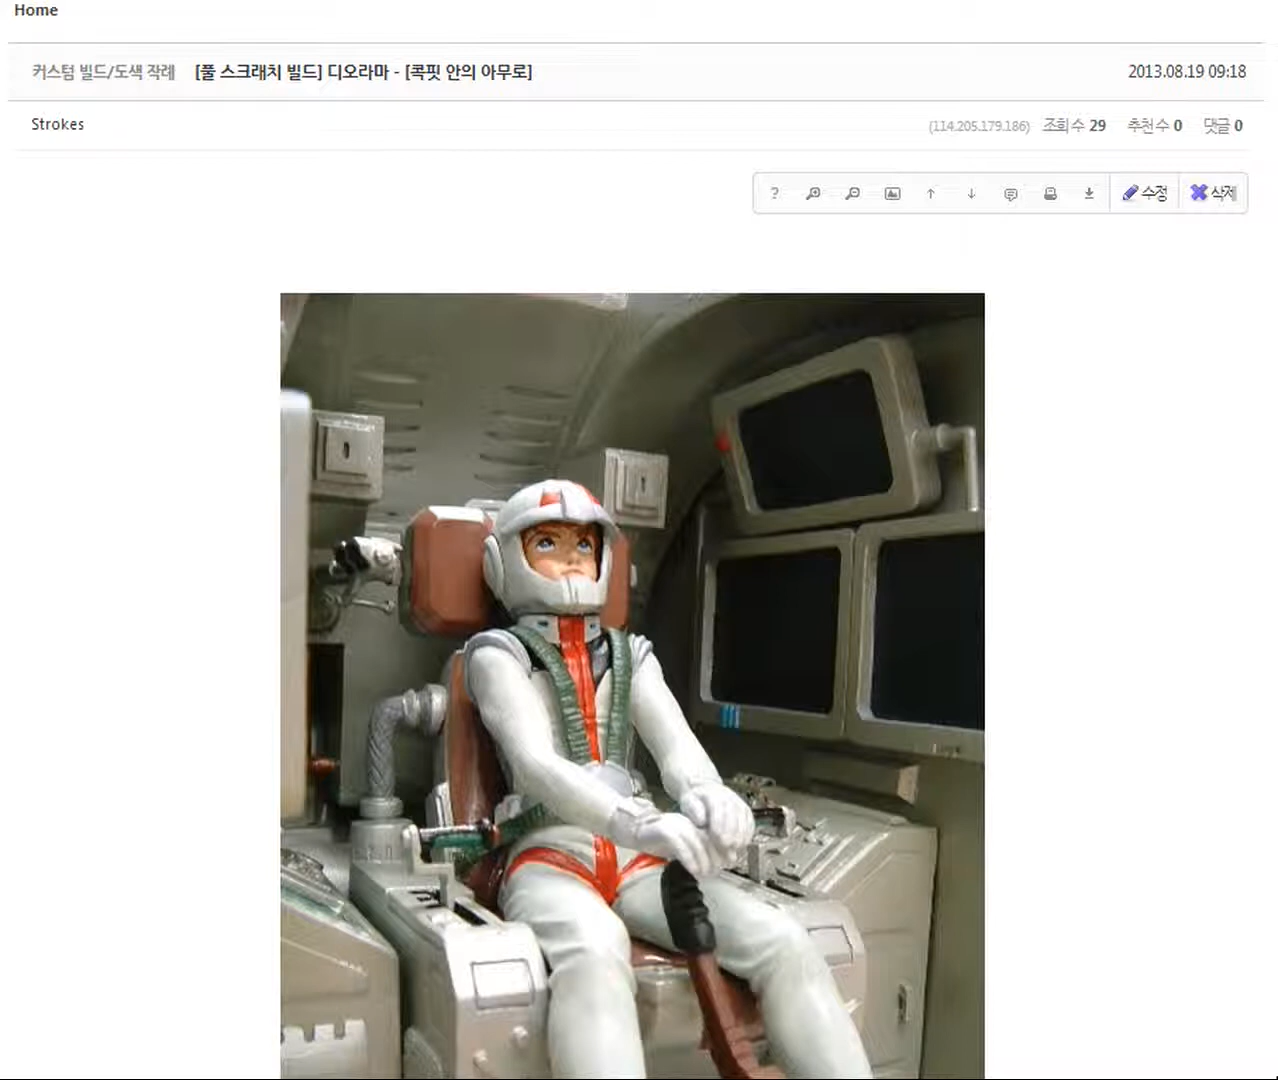 Home
커스텀 빌드/도색 작례 [풀 스크래치 빌드] 디오라마 - [콕핏 안의 아무로] 2013.08.19 09:18
Strokes (114.205.179.186) 조회 수 29 추천 수 0 댓글 0
? 수정 삭제